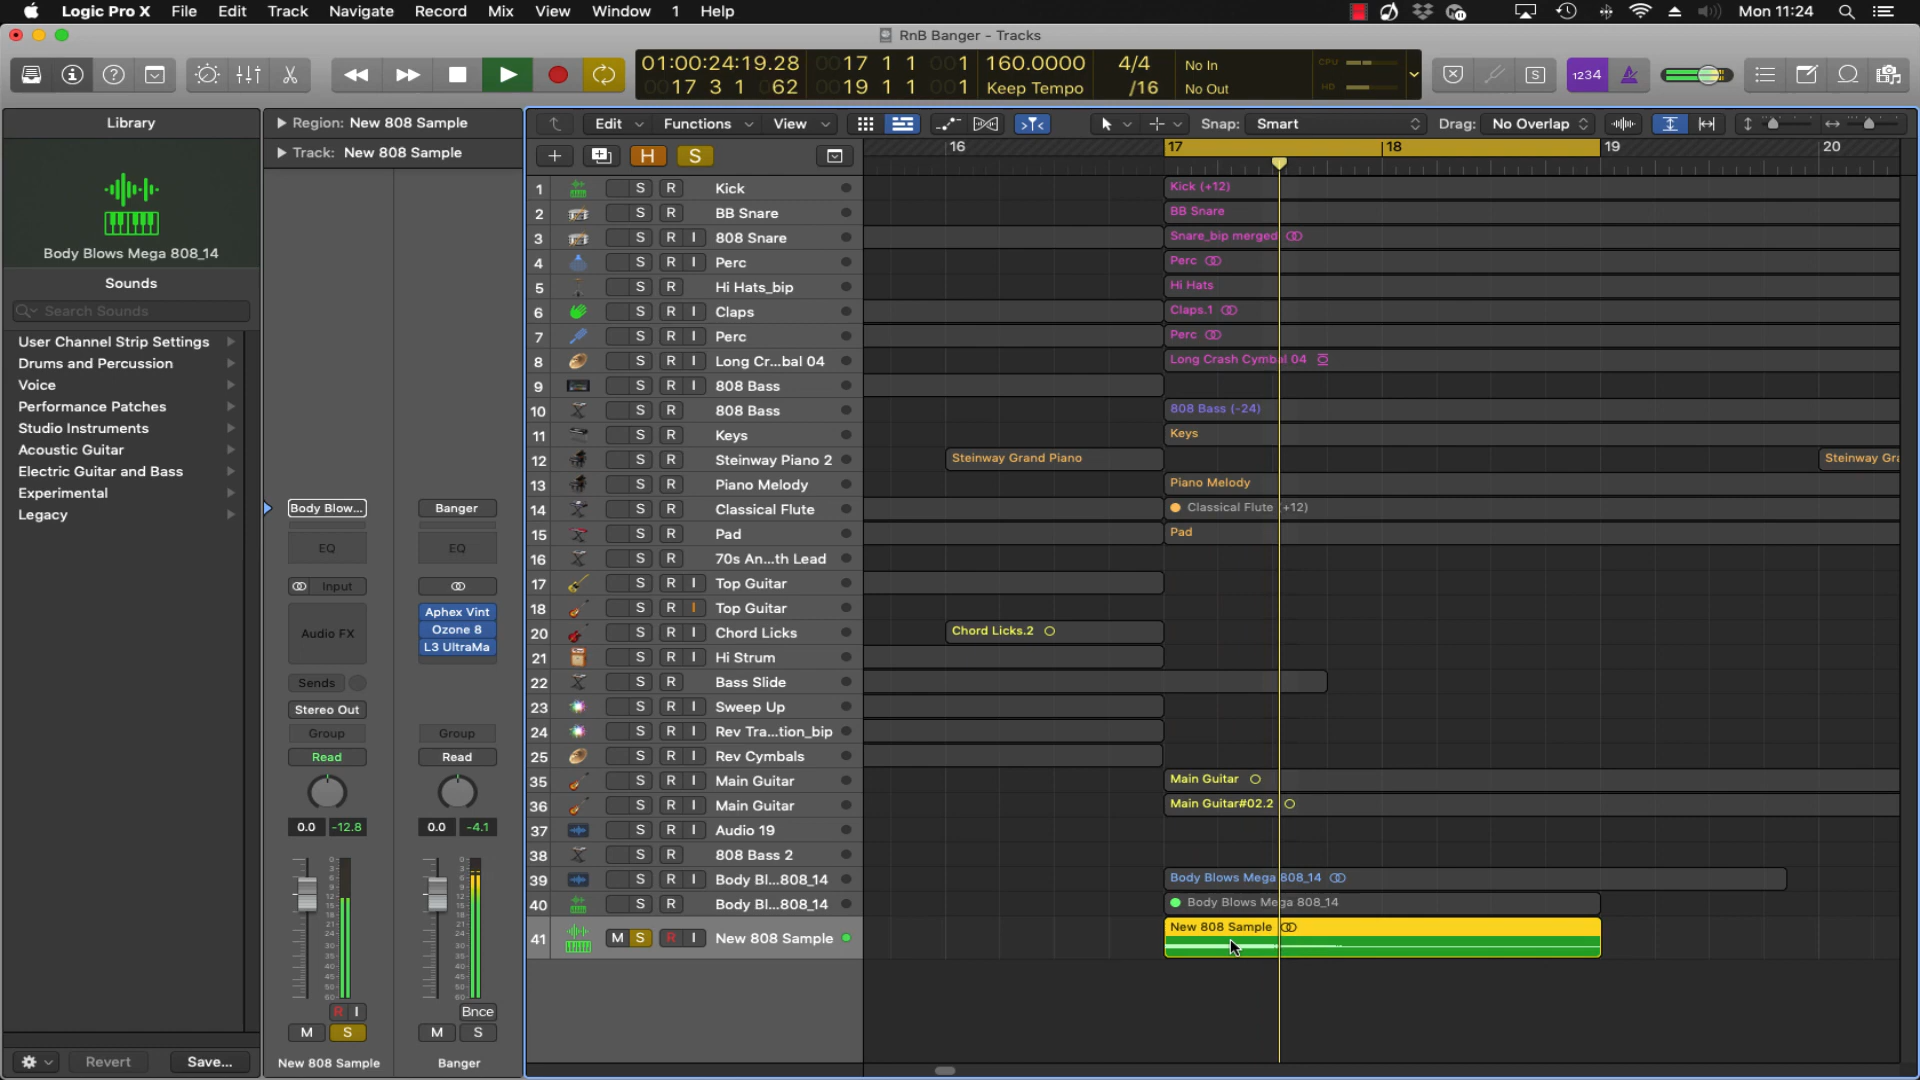 Logic Pro X File Edit Track Navigate Record Mix View Window 1 Help Mon 11:24
RnB Banger - Tracks
01:00:24:19.28 0017 1 1 001 160.0000 4/4 No In CPU
0017 3 1 062 0019 1 1 001 Keep Tempo /16 No Out HD
1234
Library
Region: New 808 Sample
Track: New 808 Sample
Edit Functions View Snap: Smart Drag: No Overlap
H S
16 17 18 19 20
Body Blows Mega 808_14
Sounds
Search Sounds
User Channel Strip Settings
Drums and Percussion
Voice
Performance Patches
Studio Instruments
Acoustic Guitar
Electric Guitar and Bass
Experimental
Legacy
Revert Save...
Body Blow... Banger
EQ EQ
Input
Audio FX
Aphex Vint
Ozone 8
L3 UltraMa
Sends
Stereo Out
Group Group
Read Read
0.0 -12.8 0.0 -4.1
R I Bnce
M S M S
New 808 Sample Banger
1 S R Kick Kick (+12)
2 S R BB Snare BB Snare
3 S R I 808 Snare Snare_bip merged
4 S R I Perc Perc
5 S R Hi Hats_bip Hi Hats
6 S R I Claps Claps.1
7 S R I Perc Perc
8 S R I Long Cr...bal 04 Long Crash Cymbal 04
9 S R I 808 Bass
10 S R 808 Bass 808 Bass (-24)
11 S R Keys Keys
12 S R Steinway Piano 2 Steinway Grand Piano Steinway Gra
13 S R Piano Melody Piano Melody
14 S R Classical Flute Classical Flute (+12)
15 S R Pad Pad
16 S R 70s An...th Lead
17 S R I Top Guitar
18 S R I Top Guitar
20 S R I Chord Licks Chord Licks.2
21 S R I Hi Strum
22 S R Bass Slide
23 S R I Sweep Up
24 S R I Rev Tra...tion_bip
25 S R I Rev Cymbals
35 S R I Main Guitar Main Guitar
36 S R I Main Guitar Main Guitar#02.2
37 S R I Audio 19
38 S R 808 Bass 2
39 S R I Body Bl...808_14 Body Blows Mega 808_14
40 S R Body Bl...808_14 Body Blows Mega 808_14
41 M S R I New 808 Sample New 808 Sample